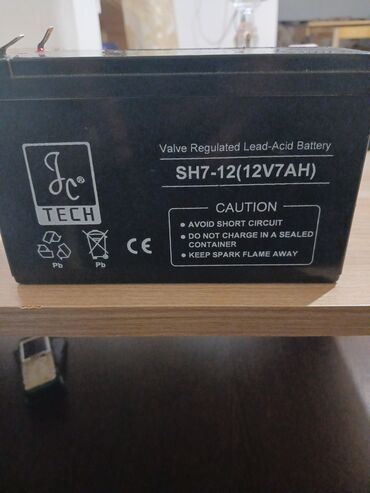 Valve Regulated Lead-Acid Battery
SH7-12(12V7AH)
JC®
TECH
Pb
Pb
CE
CAUTION
• AVOID SHORT CIRCUIT
• DO NOT CHARGE IN A SEALED
CONTAINER
• KEEP SPARK FLAME AWAY